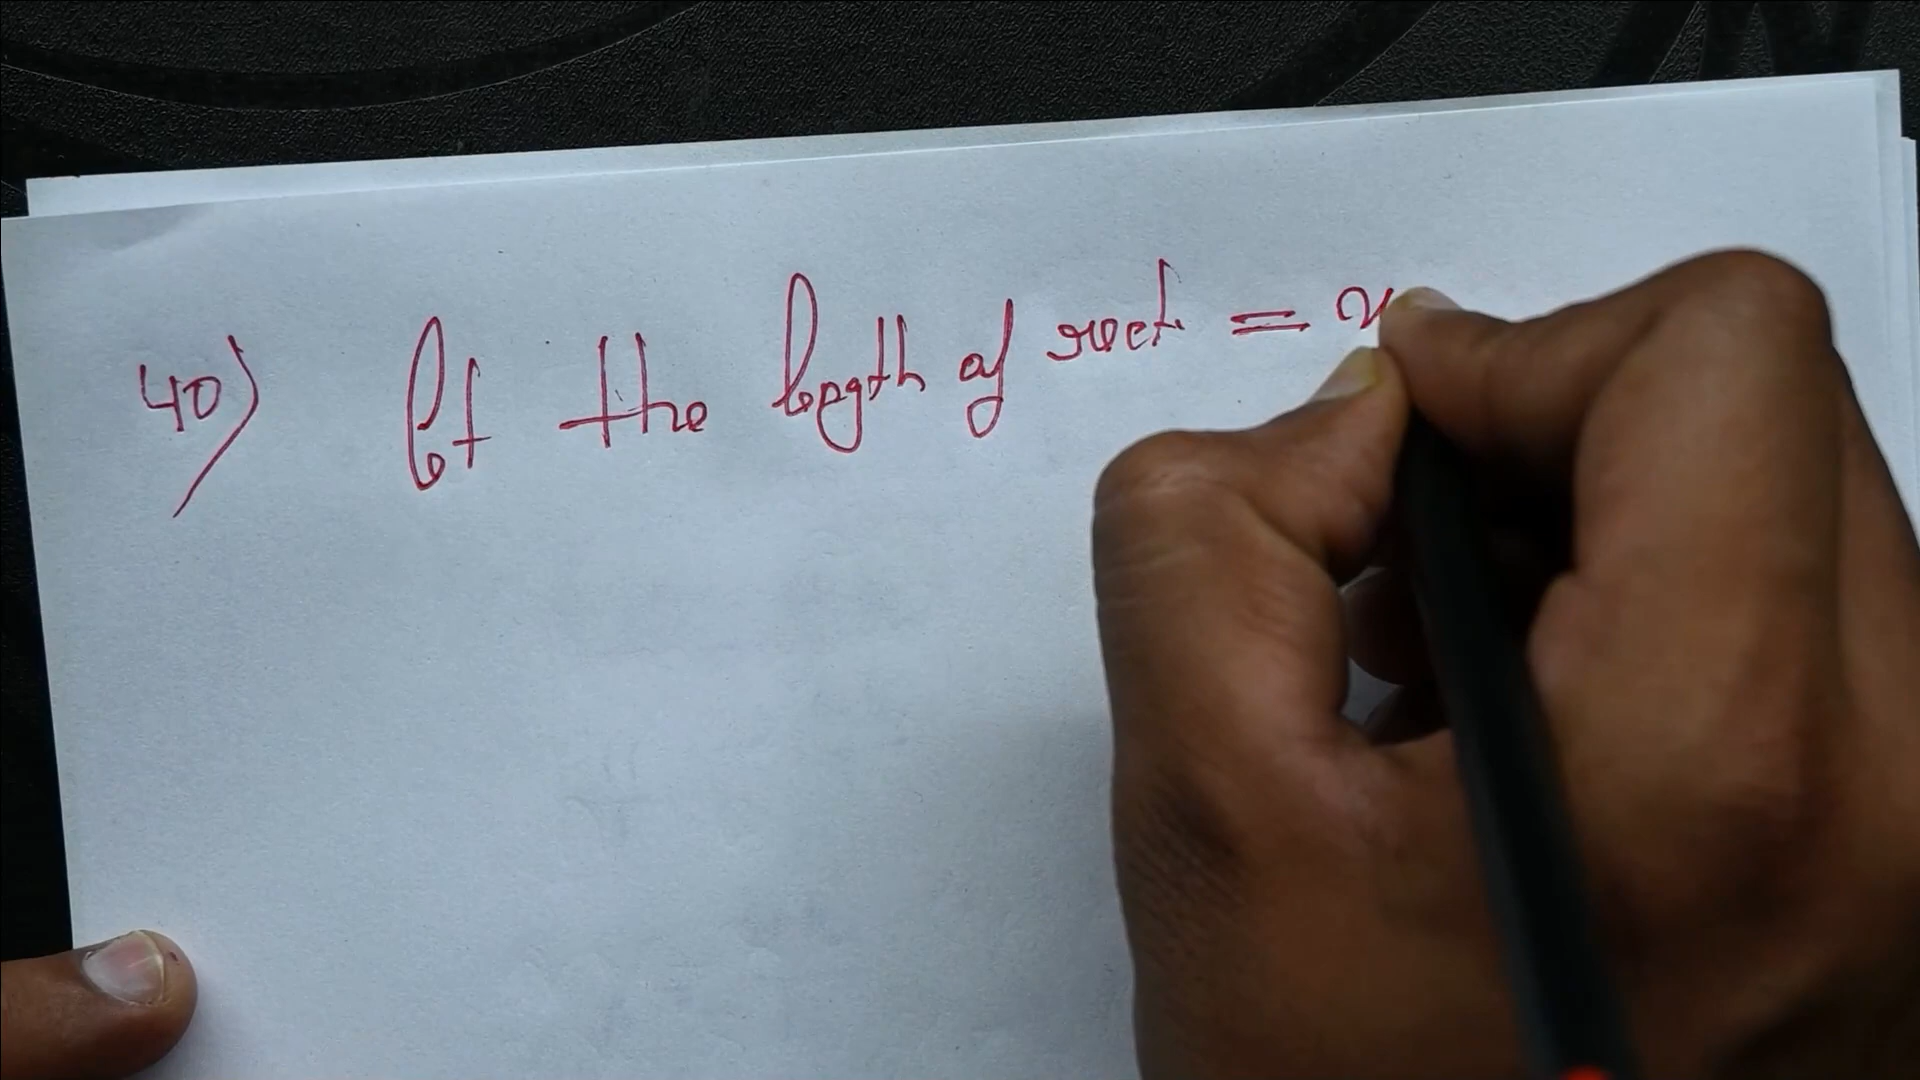 40) let the length of rect. = x